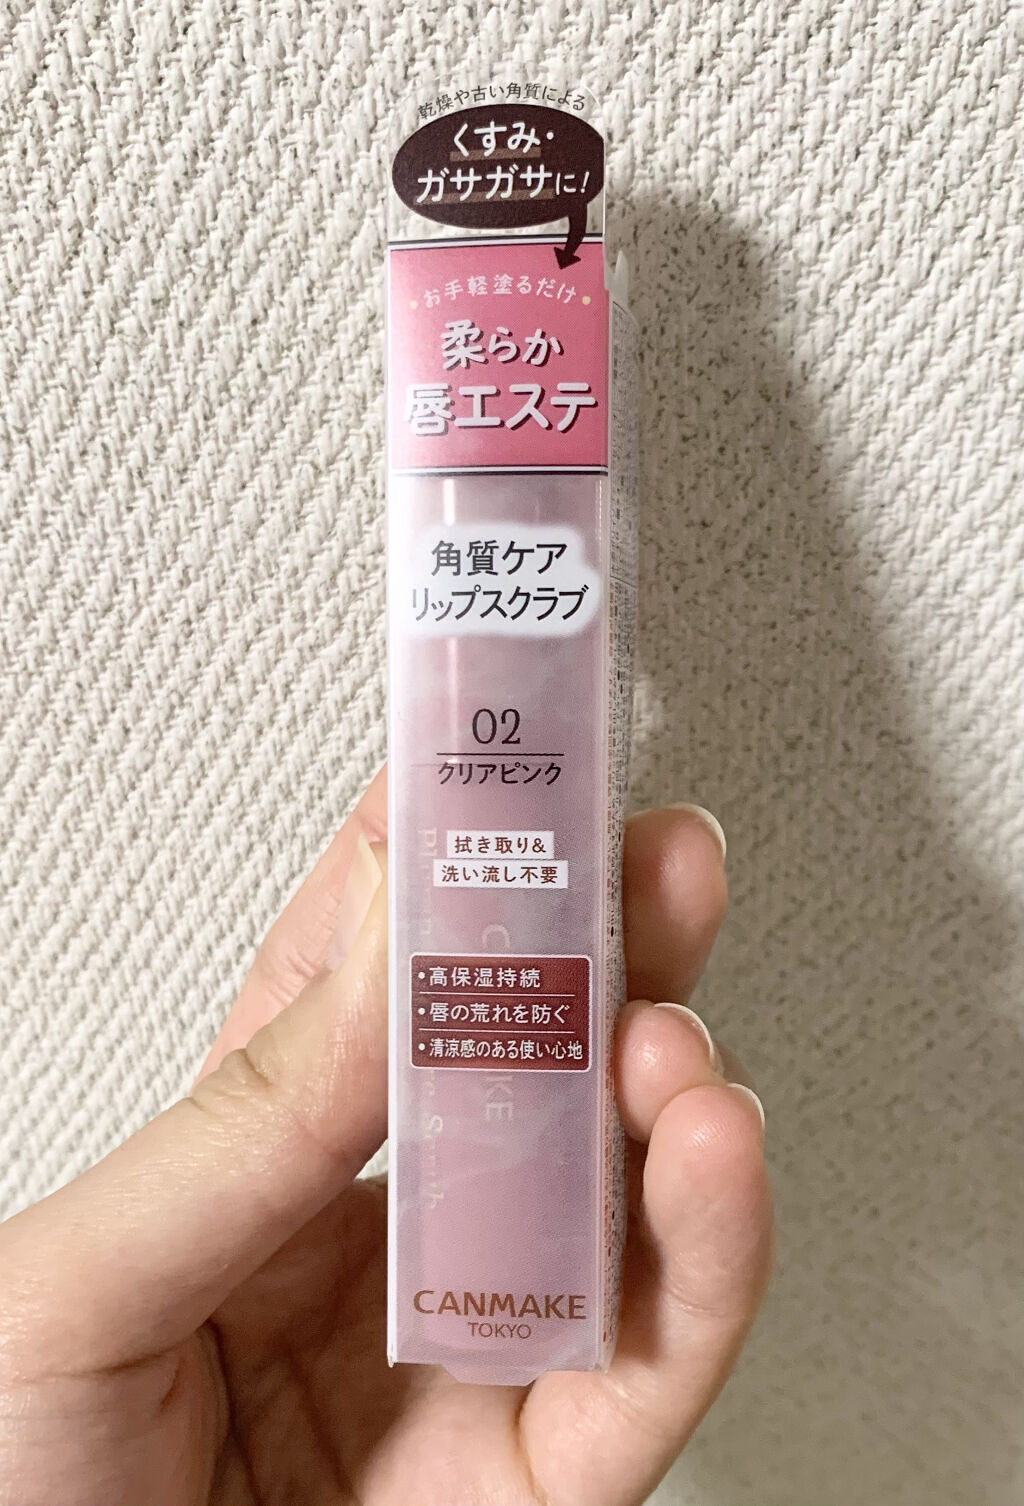 乾燥や古い角質による
くすみ・
ガサガサに!
お手軽塗るだけ
柔らか
唇エステ
角質ケア
リップスクラブ
02
クリアピンク
拭き取り&
洗い流し不要
•高保湿持続
•唇の荒れを防ぐ
•清涼感のある使い心地
CANMAKE
TOKYO